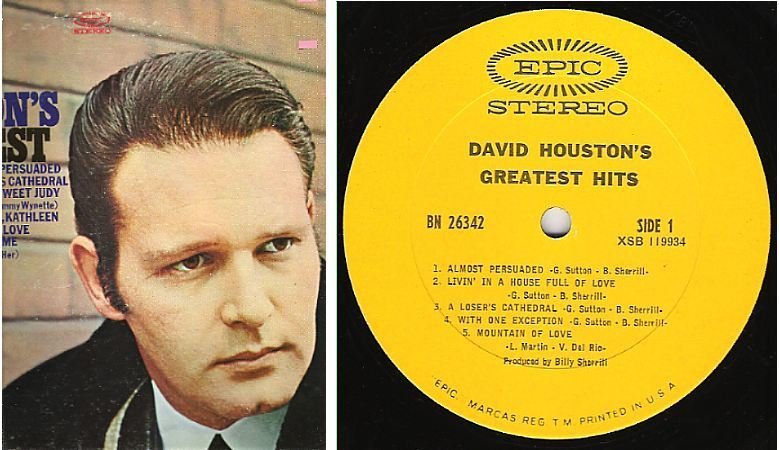 STEREO
N'S
ST
PERSUADED
S CATHEDRAL
WEET JUDY
mmy Wynette)
, KATHLEEN
LOVE
ME
Her)
EPIC
STEREO
DAVID HOUSTON'S
GREATEST HITS
BN 26342
SIDE 1
XSB 119934
1. ALMOST PERSUADED -G. Sutton - B. Sherrill-
2. LIVIN' IN A HOUSE FULL OF LOVE
-G. Sutton - B. Sherrill-
3. A LOSER'S CATHEDRAL -G. Sutton - B. Sherrill-
4. WITH ONE EXCEPTION -G. Sutton - B. Sherrill-
5. MOUNTAIN OF LOVE
-L. Martin - V. Del Rio-
Produced by Billy Sherrill
"EPIC," MARCAS REG. T.M. PRINTED IN U.S.A.